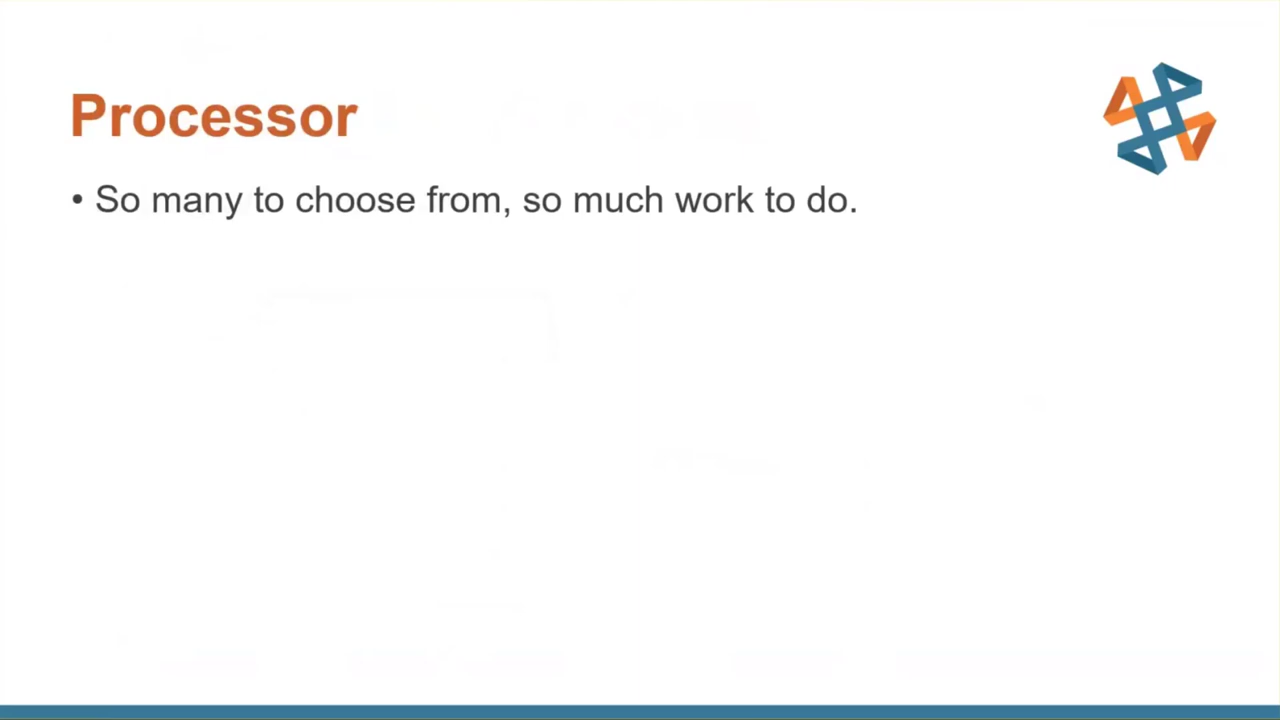 Processor
• So many to choose from, so much work to do.